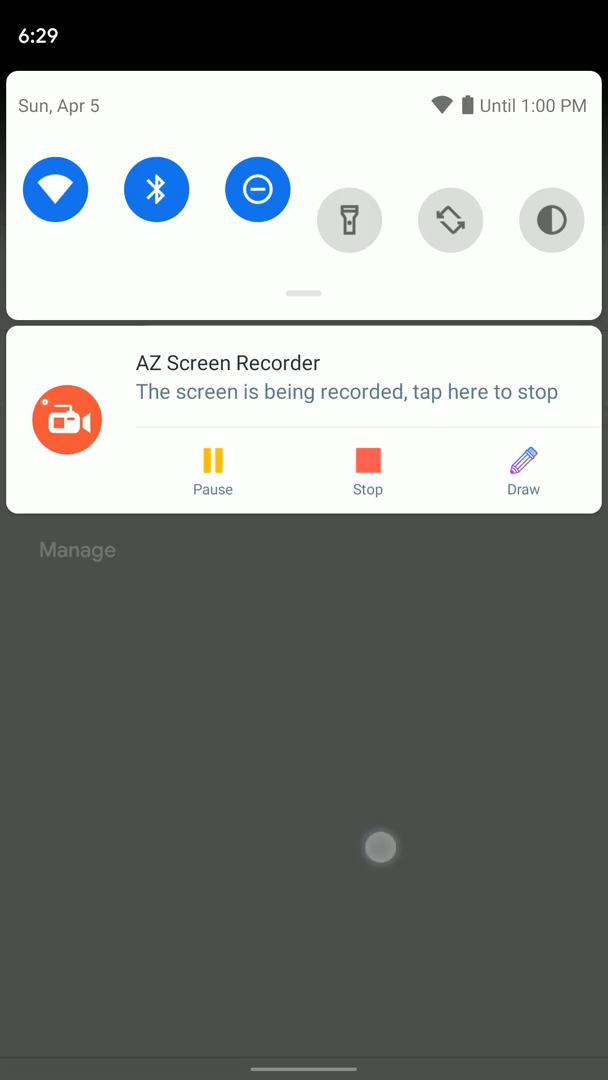 6:29
Sun, Apr 5
Until 1:00 PM
AZ Screen Recorder
The screen is being recorded, tap here to stop
Pause
Stop
Draw
Manage